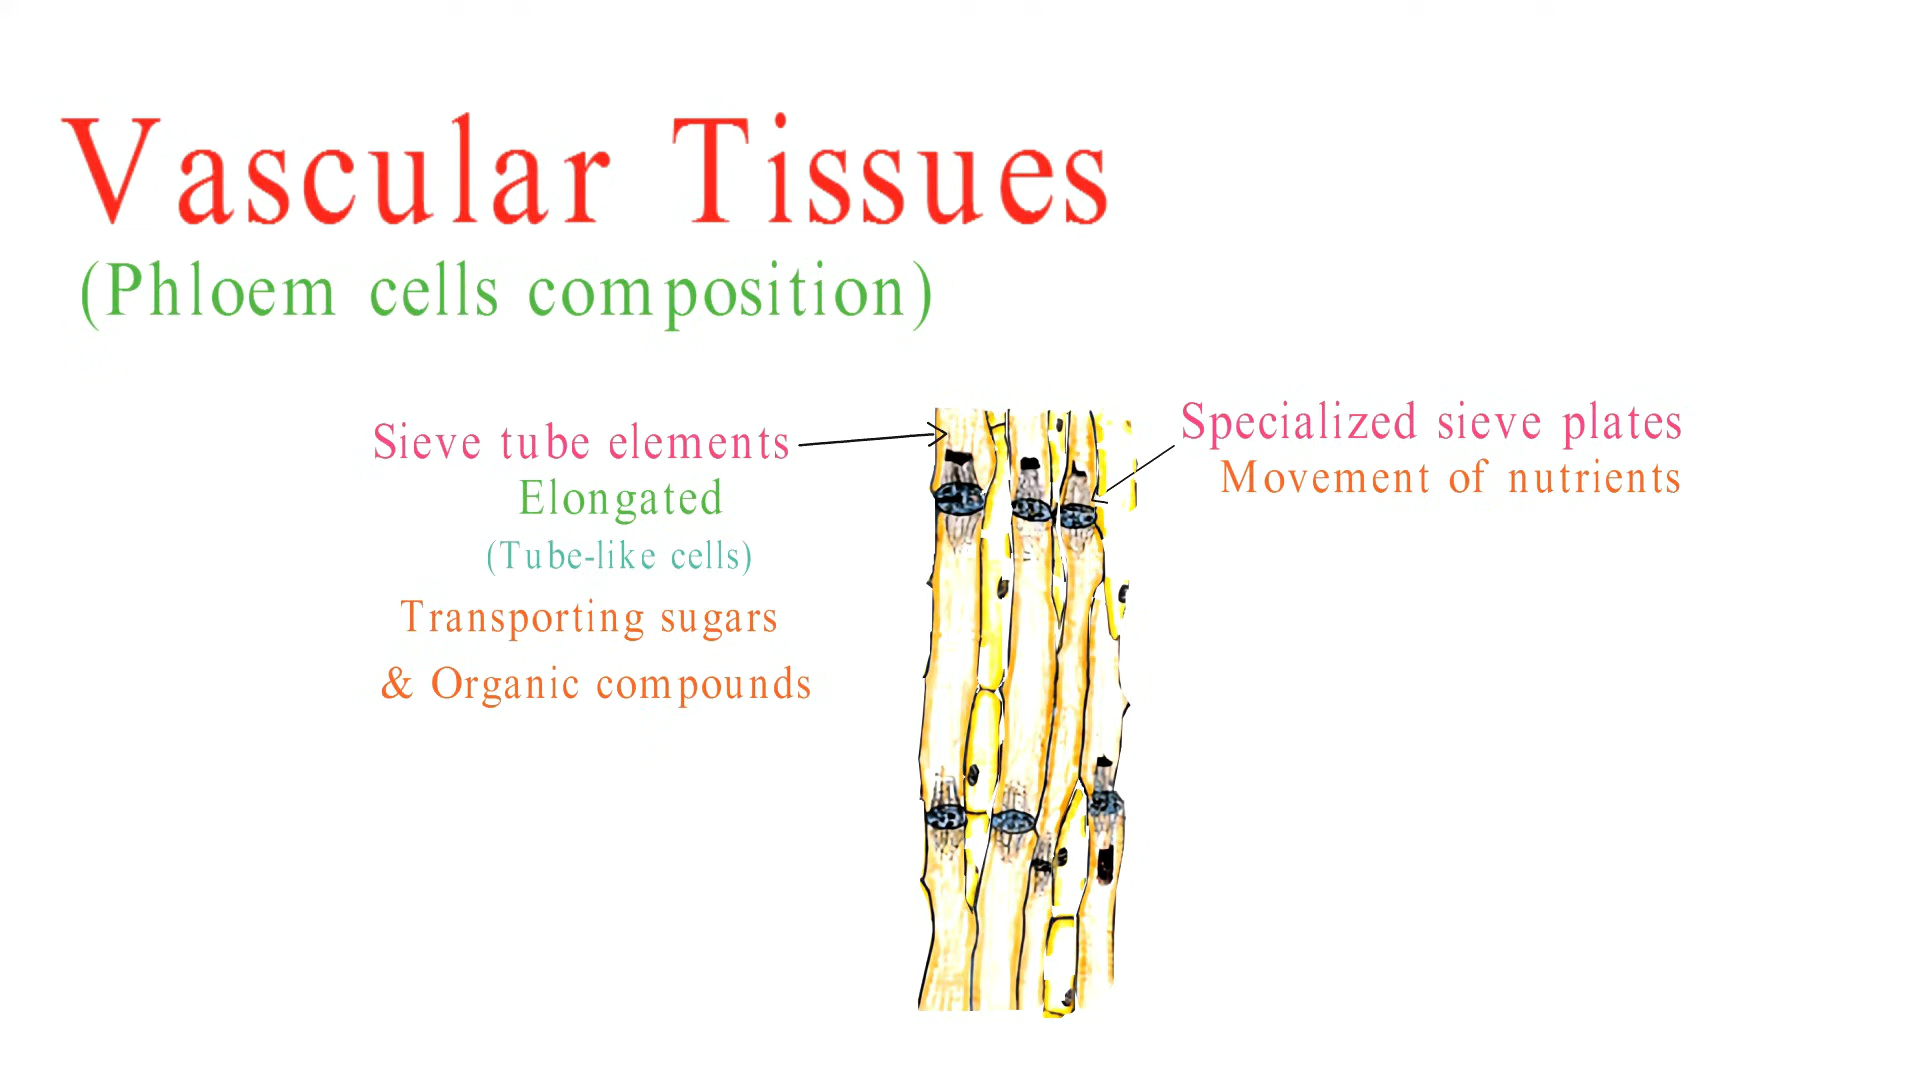 Vascular Tissues
(Phloem cells composition)
Sieve tube elements
Elongated
(Tube-like cells)
Transporting sugars
& Organic compounds
Specialized sieve plates
Movement of nutrients